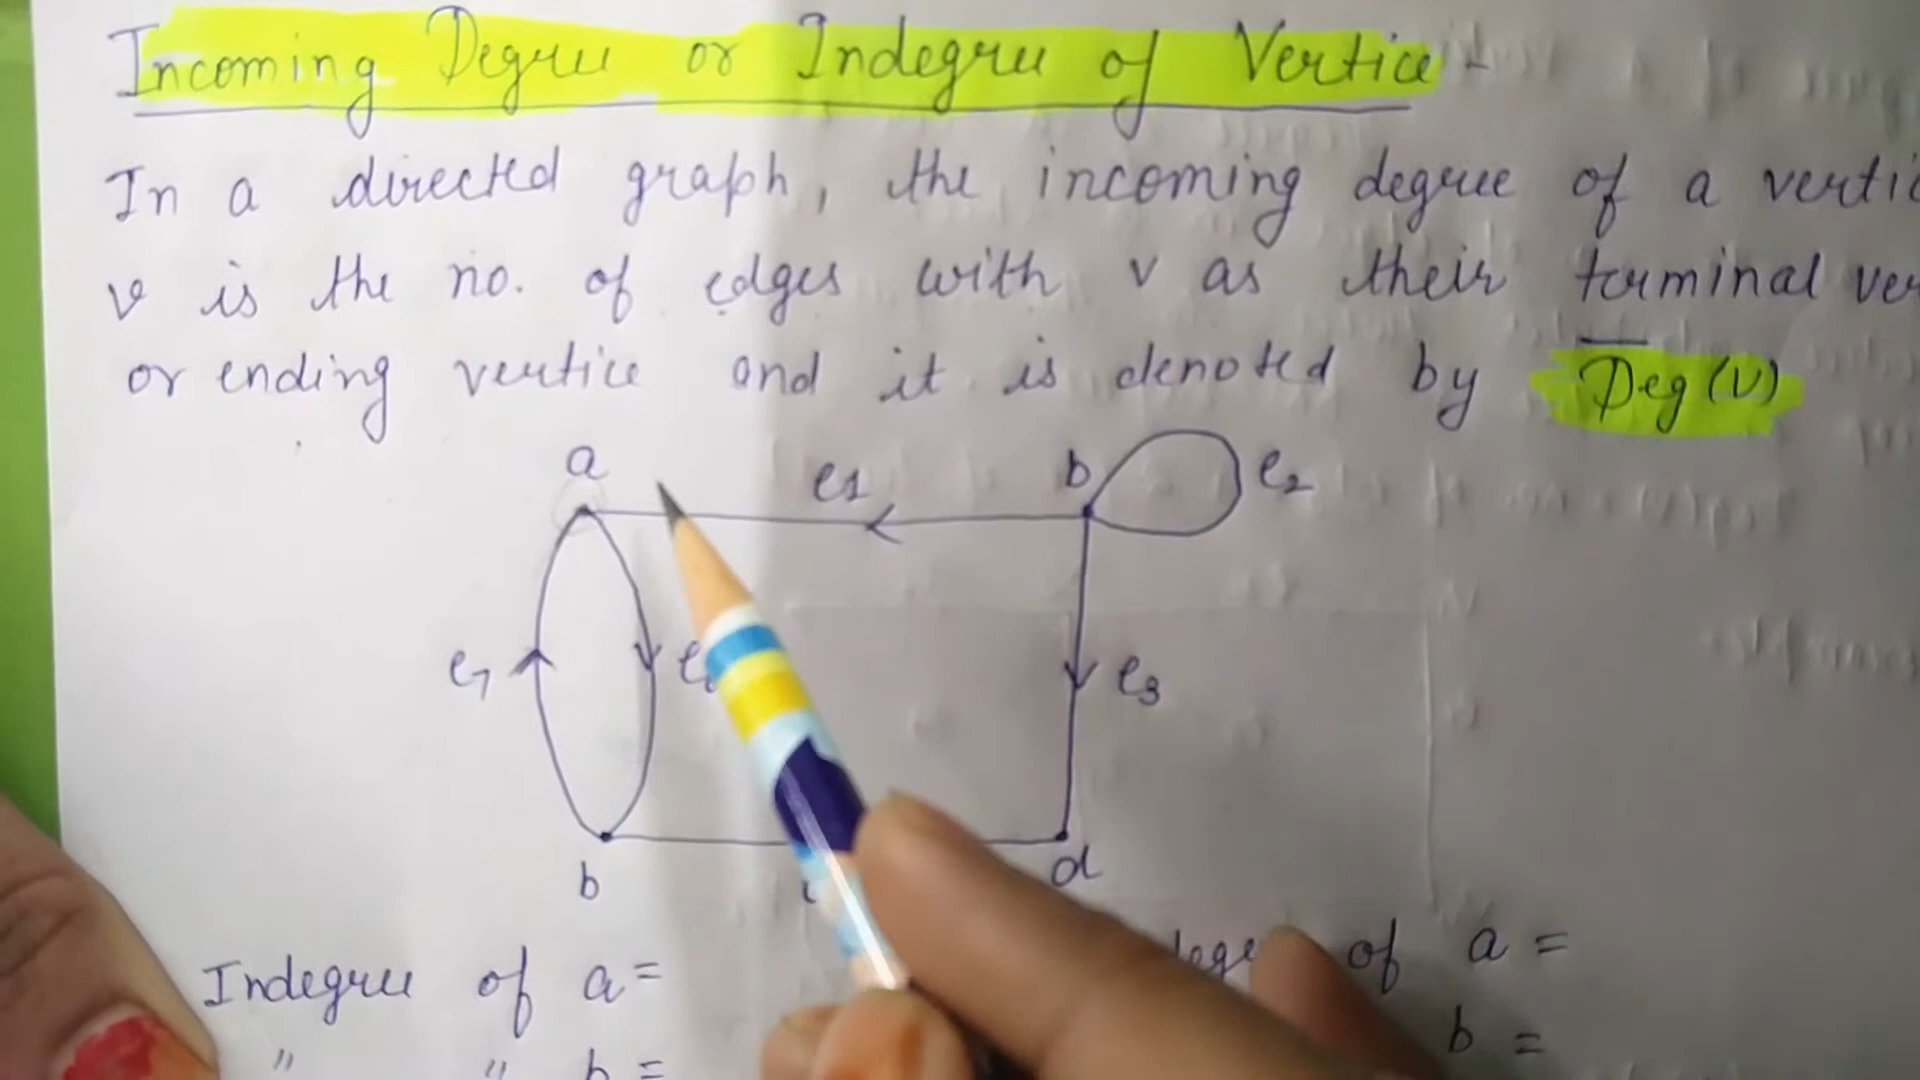 Incoming Degree or Indegree of Vertice -
In a directed graph, the incoming degree of a
v is the no. of edges with v as their terminal
or ending vertice and it is denoted by Deg(V)
a e1 b e2
e7 e3
b d
Indegree of a = of a =
" " b = b =